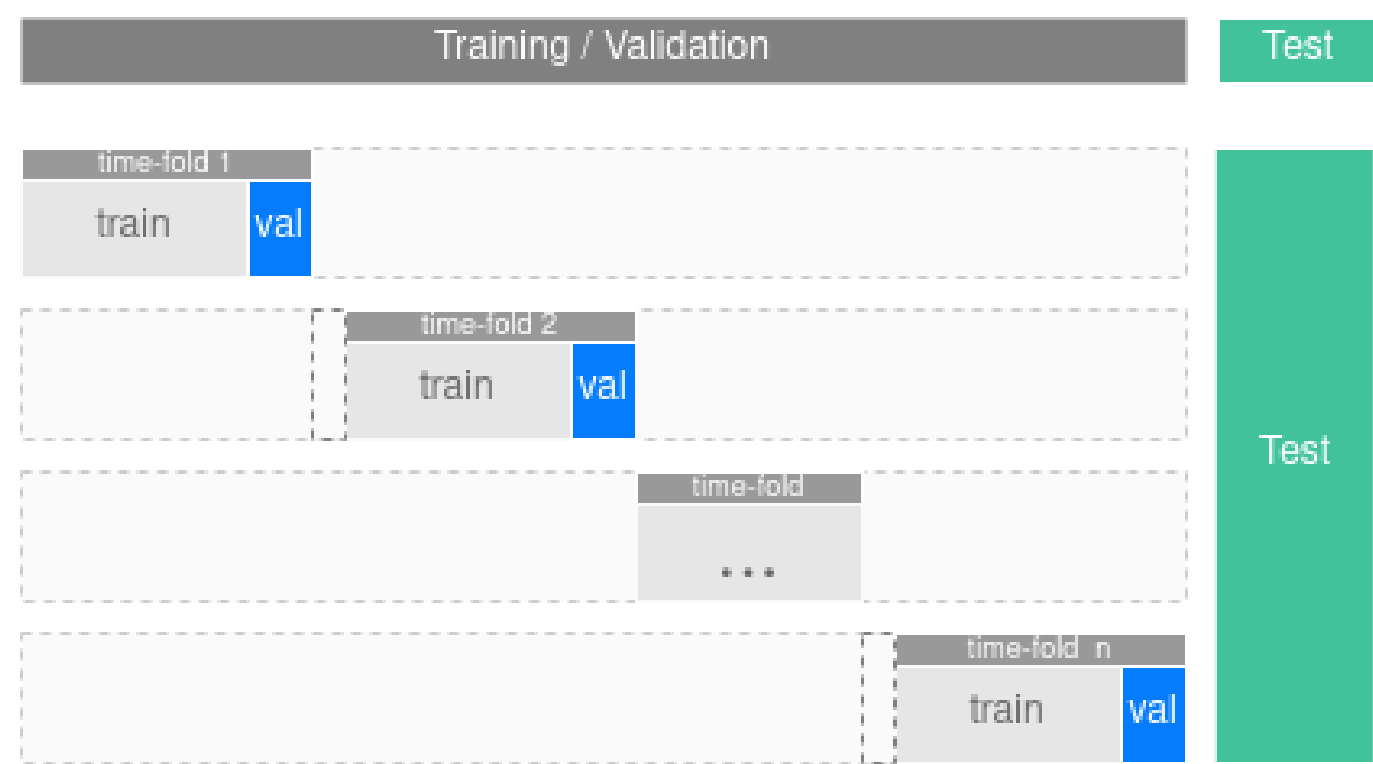 Training / Validation
Test
time-fold 1
train
val
time-fold 2
train
val
time-fold
...
Test
time-fold n
train
val